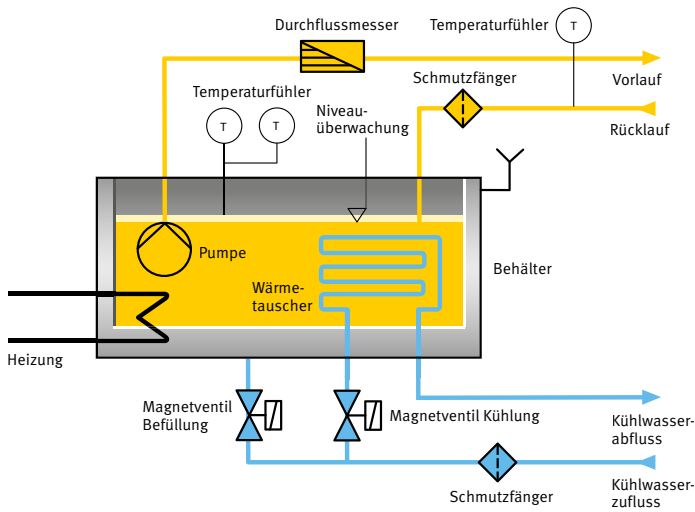 Durchflussmesser
Temperaturfühler
T
Vorlauf
Schmutzfänger
Rücklauf
Temperaturfühler
T
T
Niveau-
überwachung
Pumpe
Wärme-
tauscher
Behälter
Heizung
Magnetventil
Befüllung
Magnetventil Kühlung
Kühlwasser-
abfluss
Schmutzfänger
Kühlwasser-
zufluss